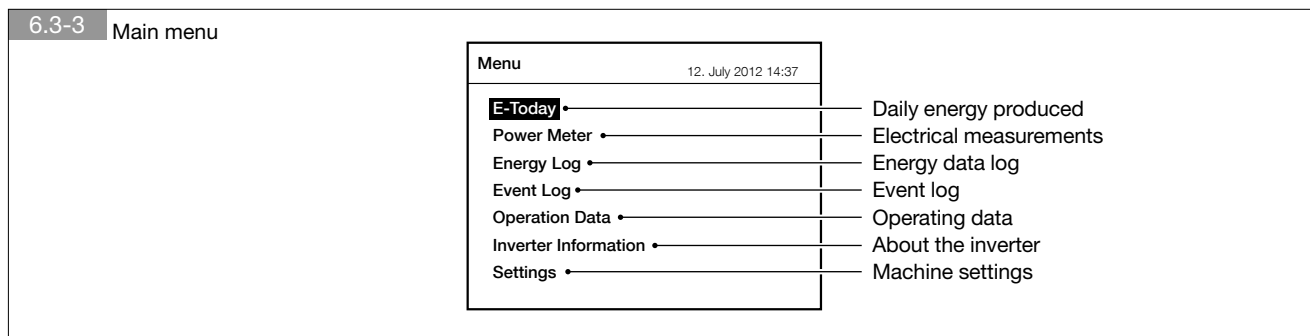 6.3-3 Main menu
Menu 12. July 2012 14:37
E-Today Daily energy produced
Power Meter Electrical measurements
Energy Log Energy data log
Event Log Event log
Operation Data Operating data
Inverter Information About the inverter
Settings Machine settings